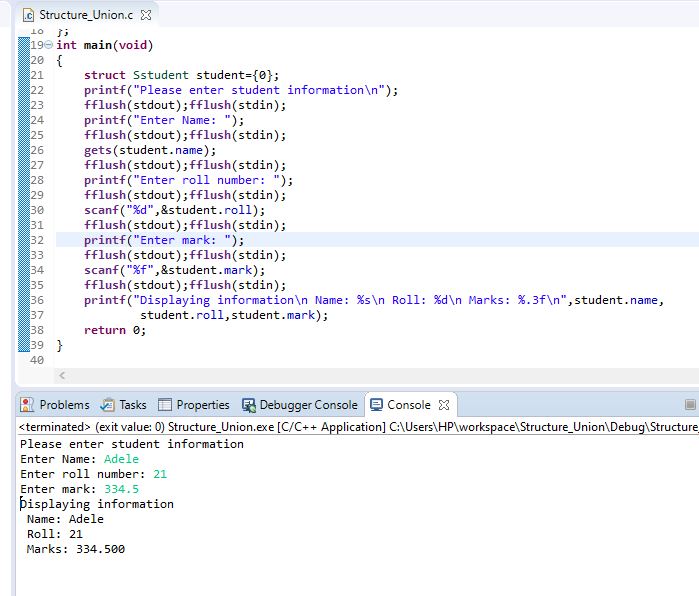 Structure_Union.c
18 };
19 int main(void)
20 {
21 struct Sstudent student={0};
22 printf("Please enter student information\n");
23 fflush(stdout);fflush(stdin);
24 printf("Enter Name: ");
25 fflush(stdout);fflush(stdin);
26 gets(student.name);
27 fflush(stdout);fflush(stdin);
28 printf("Enter roll number: ");
29 fflush(stdout);fflush(stdin);
30 scanf("%d",&student.roll);
31 fflush(stdout);fflush(stdin);
32 printf("Enter mark: ");
33 fflush(stdout);fflush(stdin);
34 scanf("%f",&student.mark);
35 fflush(stdout);fflush(stdin);
36 printf("Displaying information\n Name: %s\n Roll: %d\n Marks: %.3f\n",student.name,
37 student.roll,student.mark);
38 return 0;
39 }
40
Problems Tasks Properties Debugger Console Console
<terminated> (exit value: 0) Structure_Union.exe [C/C++ Application] C:\Users\HP\workspace\Structure_Union\Debug\Structure_
Please enter student information
Enter Name: Adele
Enter roll number: 21
Enter mark: 334.5
Displaying information
Name: Adele
Roll: 21
Marks: 334.500